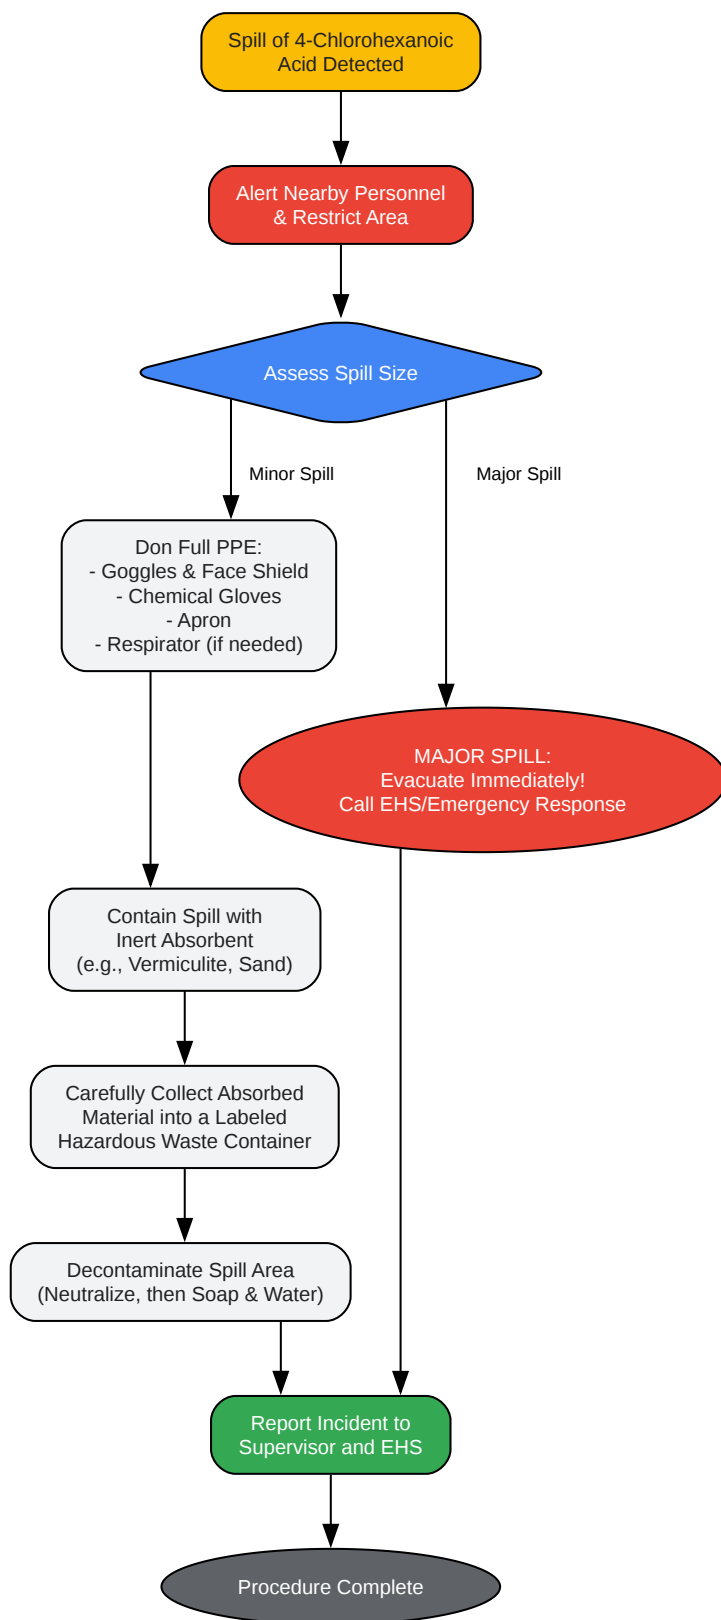 Spill of 4-Chlorohexanoic
Acid Detected
Alert Nearby Personnel
& Restrict Area
Assess Spill Size
Minor Spill
Major Spill
Don Full PPE:
- Goggles & Face Shield
- Chemical Gloves
- Apron
- Respirator (if needed)
MAJOR SPILL:
Evacuate Immediately!
Call EHS/Emergency Response
Contain Spill with
Inert Absorbent
(e.g., Vermiculite, Sand)
Carefully Collect Absorbed
Material into a Labeled
Hazardous Waste Container
Decontaminate Spill Area
(Neutralize, then Soap & Water)
Report Incident to
Supervisor and EHS
Procedure Complete